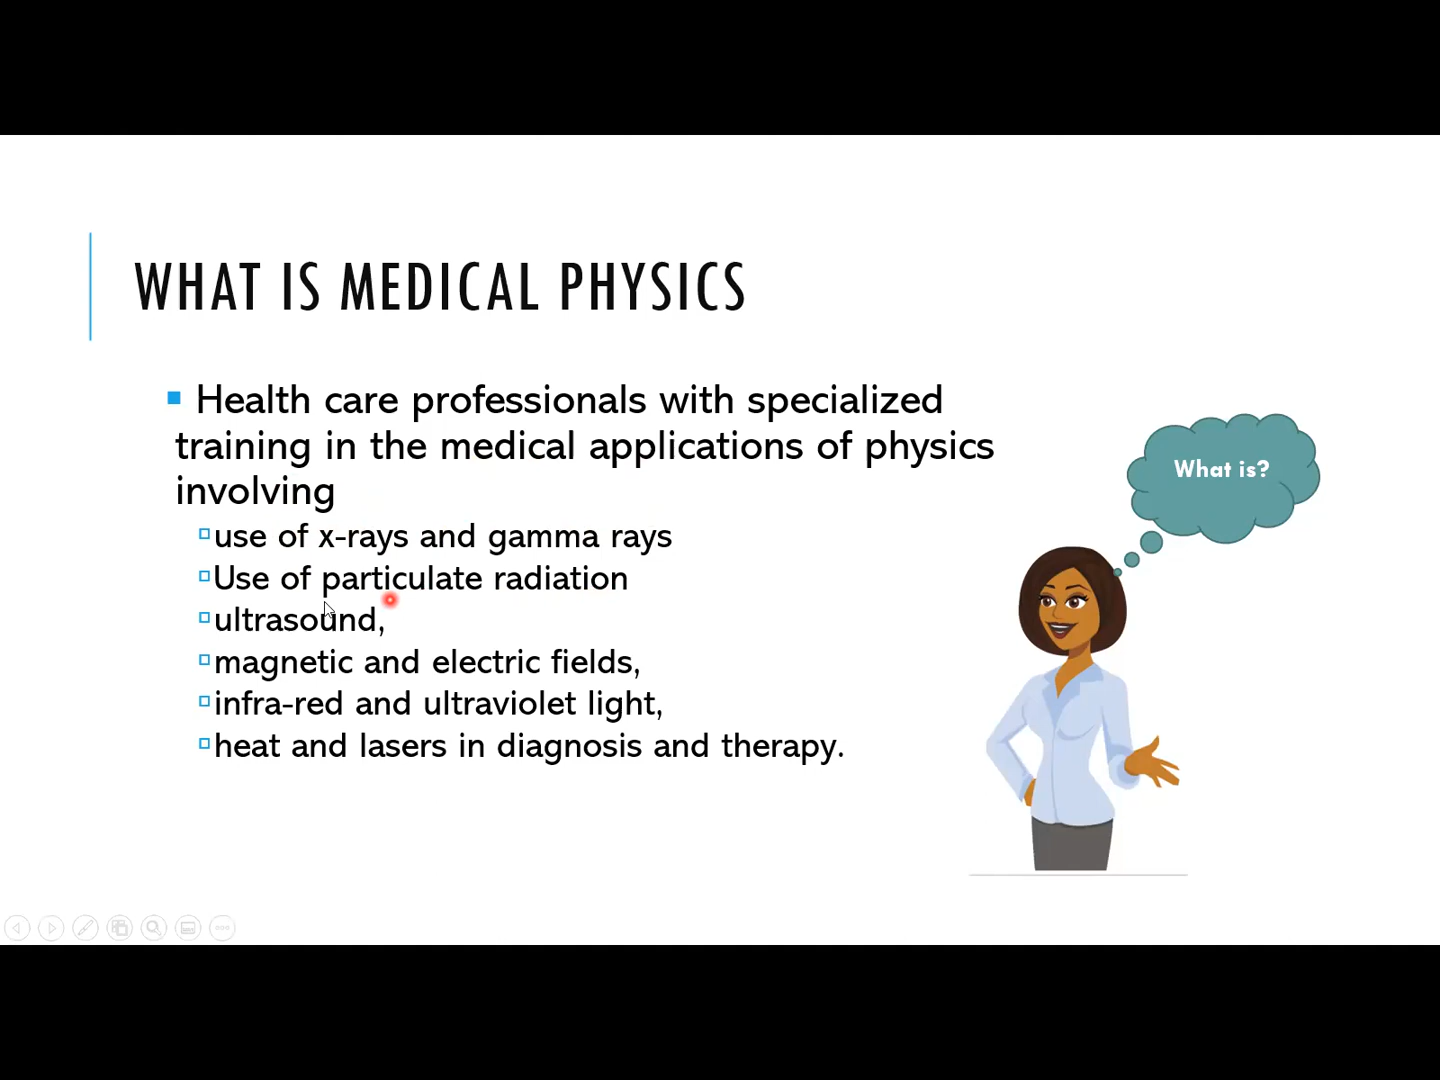 WHAT IS MEDICAL PHYSICS
Health care professionals with specialized
training in the medical applications of physics
involving
use of x-rays and gamma rays
Use of particulate radiation
ultrasound,
magnetic and electric fields,
infra-red and ultraviolet light,
heat and lasers in diagnosis and therapy.
What is?